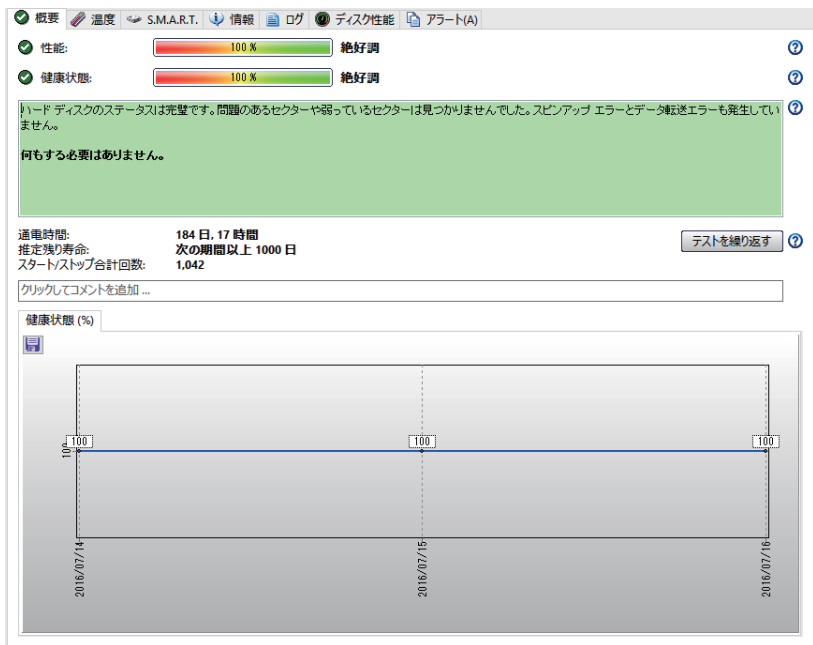 概要 温度 S.M.A.R.T. 情報 ログ ディスク性能 アラート(A)
性能: 100 % 絶好調
健康状態: 100 % 絶好調
ハード ディスクのステータスは完璧です。問題のあるセクターや弱っているセクターは見つかりませんでした。スピンアップ エラーとデータ転送エラーも発生してい
ません。
何もする必要はありません。
通電時間: 184 日, 17 時間
推定残り寿命: 次の期間以上 1000 日
テストを繰り返す
スタート/ストップ合計回数: 1,042
クリックしてコメントを追加 ...
健康状態 (%)
100
100 100 100
2016/07/14 2016/07/15 2016/07/16